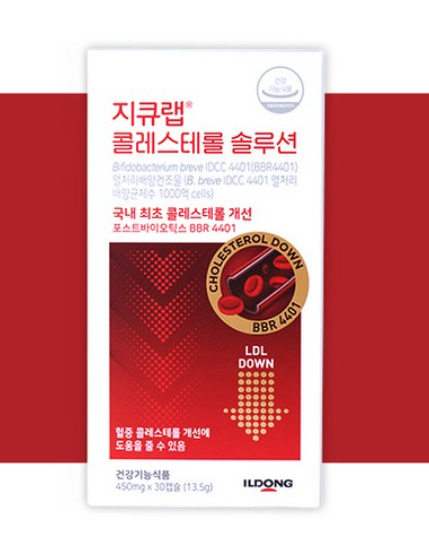 건강
기능식품
지큐랩®
콜레스테롤 솔루션
Bifidobacterium breve IDCC 4401(BBR4401)
열처리배양건조물 (B. breve IDCC 4401 열처리
배양균체수 1000억 cells)
국내 최초 콜레스테롤 개선
포스트바이오틱스 BBR 4401
CHOLESTEROL DOWN
BBR 4401
LDL
DOWN
혈중 콜레스테롤 개선에
도움을 줄 수 있음
건강기능식품
450mg x 30캡슐 (13.5g)
ILDONG